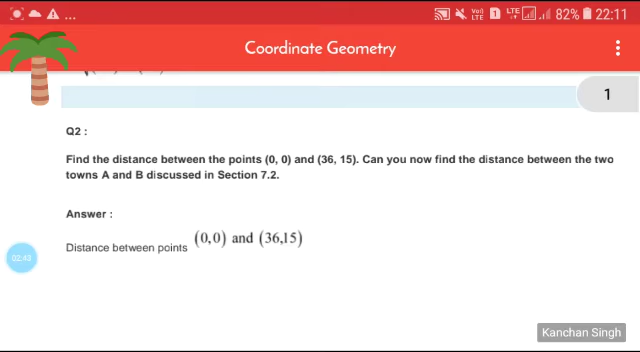 82% 22:11
Coordinate Geometry
1
Q2 :
Find the distance between the points (0, 0) and (36, 15). Can you now find the distance between the two
towns A and B discussed in Section 7.2.
Answer :
Distance between points (0,0) and (36,15)
02:43
Kanchan Singh